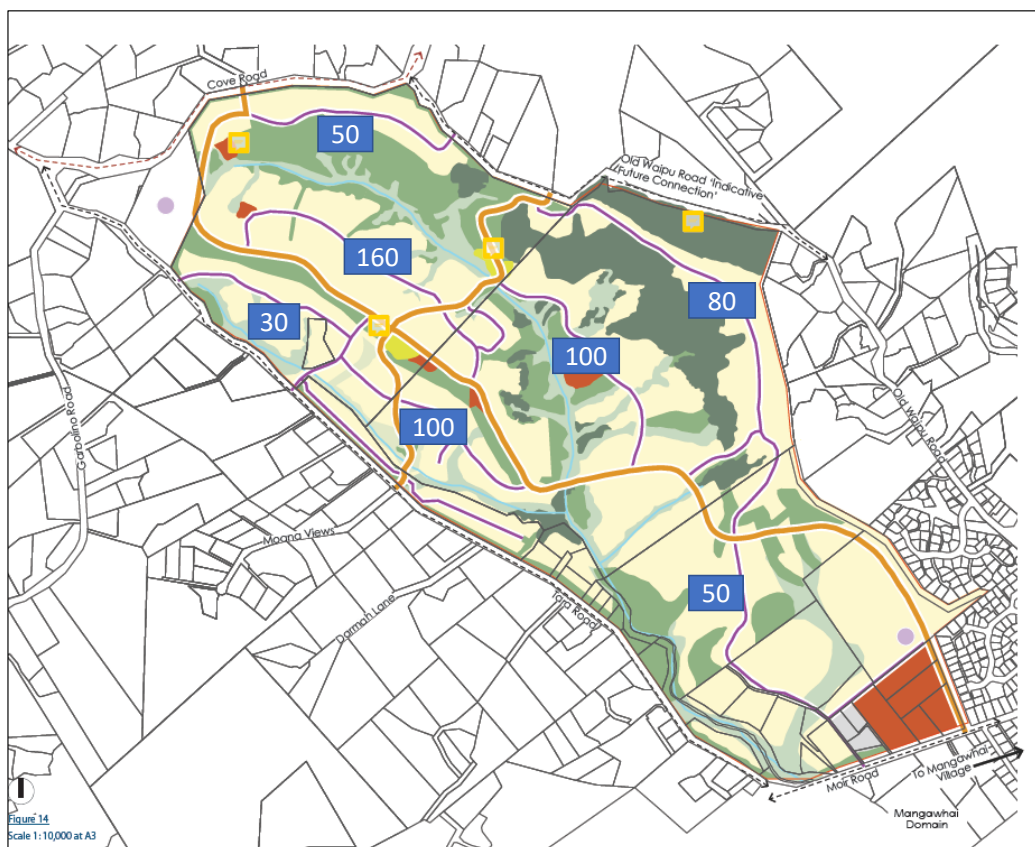 Cove Road
50
Old Waipu Road 'Indicative
Future Connection'
160
80
30
100
Old Waipu Road
Garbolino Road
100
Moana Views
Darmah Lane
Tara Road
50
Moir Road
To Mangawhai
Village
Mangawhai
Domain
Figure 14
Scale 1:10,000 at A3